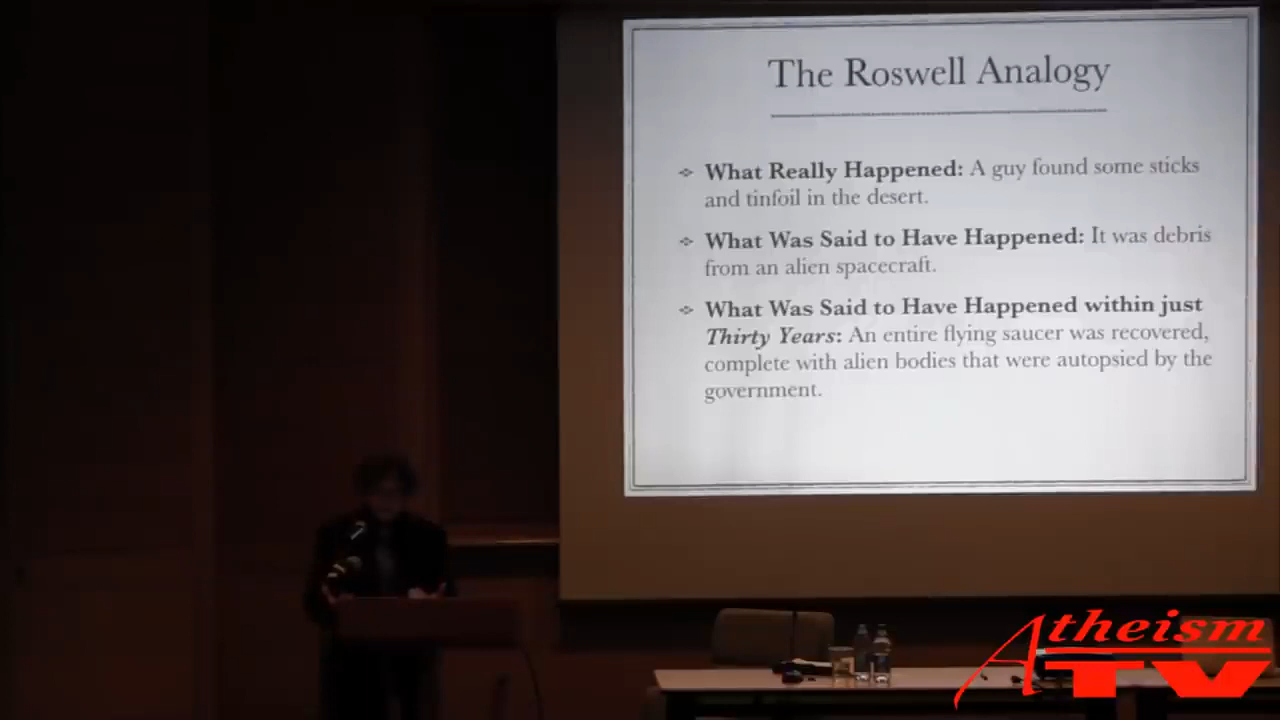 The Roswell Analogy
What Really Happened: A guy found some sticks
and tinfoil in the desert.
What Was Said to Have Happened: It was debris
from an alien spacecraft.
What Was Said to Have Happened within just
Thirty Years: An entire flying saucer was recovered,
complete with alien bodies that were autopsied by the
government.
Atheism
TV